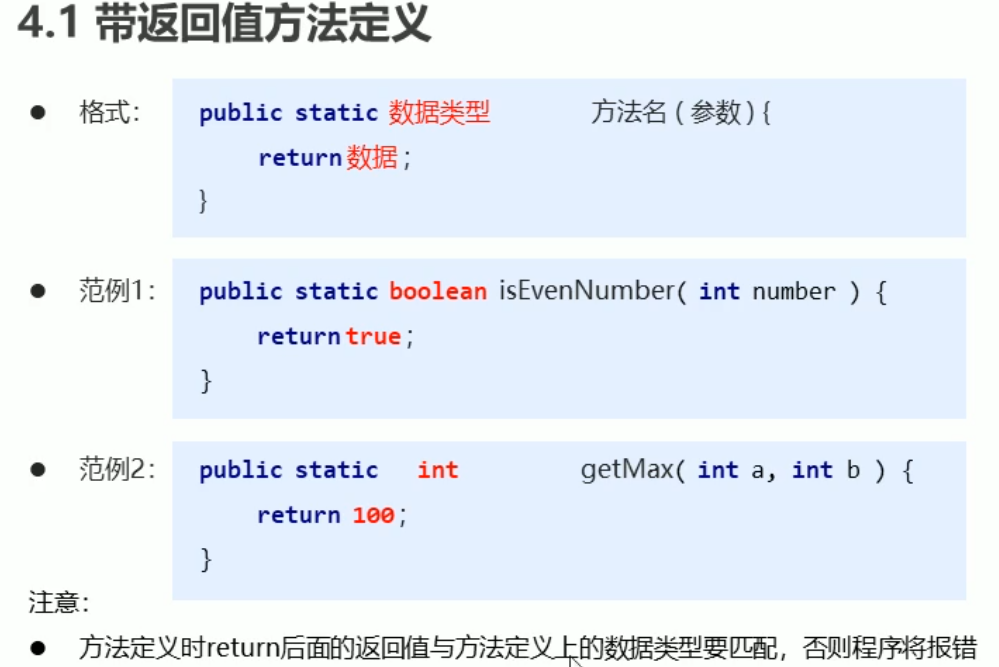 4.1 带返回值方法定义
● 格式： public static 数据类型 方法名 ( 参数 ) {
return 数据 ;
}
● 范例1： public static boolean isEvenNumber( int number ) {
return true ;
}
● 范例2： public static int getMax( int a, int b ) {
return 100 ;
}
注意：
● 方法定义时return后面的返回值与方法定义上的数据类型要匹配，否则程序将报错